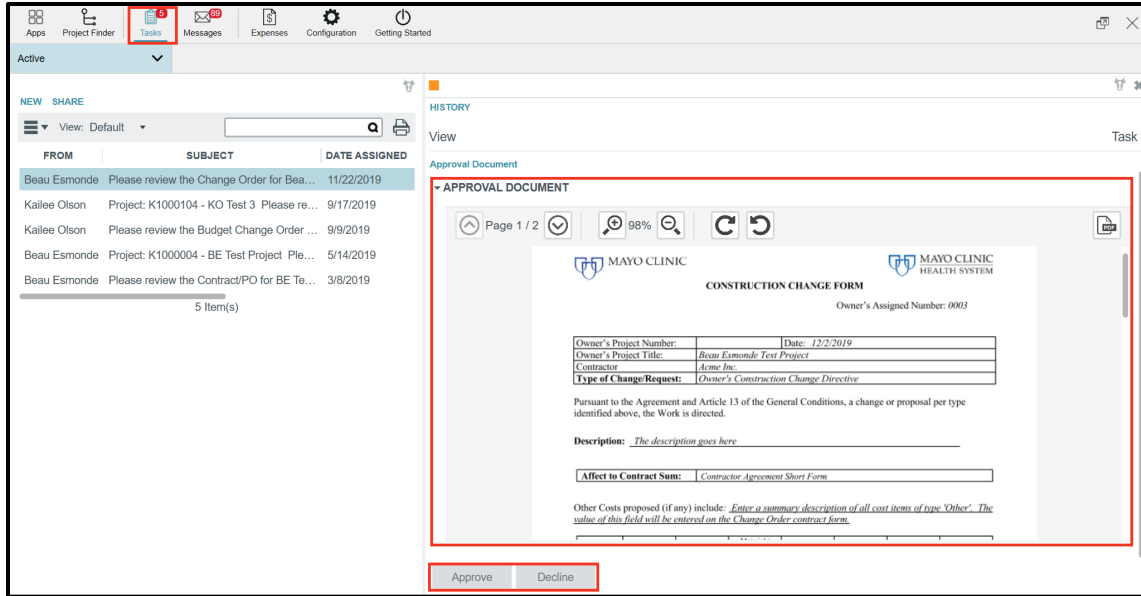 5
89
Apps Project Finder Tasks Messages Expenses Configuration Getting Started
Active
NEW SHARE
View: Default
FROM SUBJECT DATE ASSIGNED
Beau Esmonde Please review the Change Order for Bea... 11/22/2019
Kailee Olson Project: K1000104 - KO Test 3 Please re... 9/17/2019
Kailee Olson Please review the Budget Change Order ... 9/9/2019
Beau Esmonde Project: K1000004 - BE Test Project Ple... 5/14/2019
Beau Esmonde Please review the Contract/PO for BE Te... 3/8/2019
5 Item(s)
HISTORY
View Task
Approval Document
APPROVAL DOCUMENT
Page 1 / 2 98% PDF
MAYO CLINIC MAYO CLINIC
HEALTH SYSTEM
CONSTRUCTION CHANGE FORM
Owner's Assigned Number: 0003
Owner's Project Number: Date: 12/2/2019
Owner's Project Title: Beau Esmonde Test Project
Contractor Acme Inc.
Type of Change/Request: Owner's Construction Change Directive
Pursuant to the Agreement and Article 13 of the General Conditions, a change or proposal per type
identified above, the Work is directed.
Description: The description goes here
Affect to Contract Sum: Contractor Agreement Short Form
Other Costs proposed (if any) include: Enter a summary description of all cost items of type 'Other'. The
value of this field will be entered on the Change Order contract form.
Approve Decline